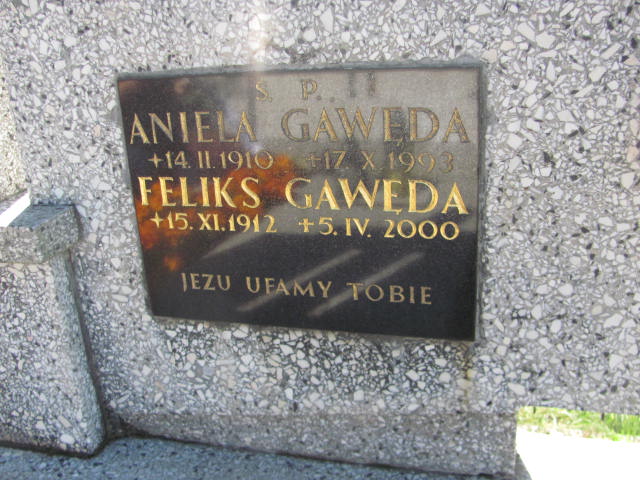 S. P.
ANIELA GAWĘDA
+14. II. 1910 +17. X. 1993
FELIKS GAWĘDA
+15. XI. 1912 +5. IV. 2000
JEZU UFAMY TOBIE